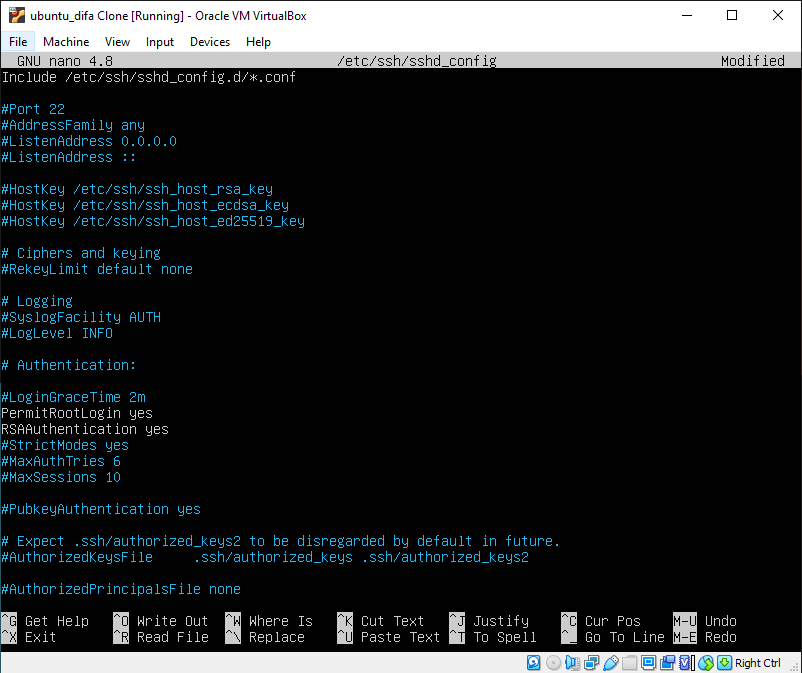 ubuntu_difa Clone [Running] - Oracle VM VirtualBox
File Machine View Input Devices Help
GNU nano 4.8 /etc/ssh/sshd_config Modified
Include /etc/ssh/sshd_config.d/*.conf
#Port 22
#AddressFamily any
#ListenAddress 0.0.0.0
#ListenAddress ::
#HostKey /etc/ssh/ssh_host_rsa_key
#HostKey /etc/ssh/ssh_host_ecdsa_key
#HostKey /etc/ssh/ssh_host_ed25519_key
# Ciphers and keying
#RekeyLimit default none
# Logging
#SyslogFacility AUTH
#LogLevel INFO
# Authentication:
#LoginGraceTime 2m
PermitRootLogin yes
RSAAuthentication yes
#StrictModes yes
#MaxAuthTries 6
#MaxSessions 10
#PubkeyAuthentication yes
# Expect .ssh/authorized_keys2 to be disregarded by default in future.
#AuthorizedKeysFile .ssh/authorized_keys .ssh/authorized_keys2
#AuthorizedPrincipalsFile none
^G Get Help ^O Write Out ^W Where Is ^K Cut Text ^J Justify ^C Cur Pos M-U Undo
^X Exit ^R Read File ^\ Replace ^U Paste Text ^T To Spell ^_ Go To Line M-E Redo
Right Ctrl